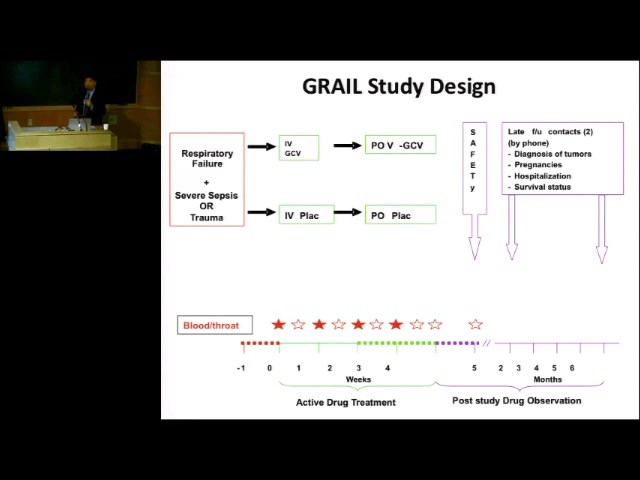 GRAIL Study Design
Respiratory
Failure
+
Severe Sepsis
OR
Trauma
IV
GCV
PO V -GCV
IV Plac
PO Plac
S
A
F
E
T
y
Late f/u contacts (2)
(by phone)
- Diagnosis of tumors
- Pregnancies
- Hospitalization
- Survival status
Blood/throat
-1 0 1 2 3 4 5 2 3 4 5 6
Weeks
Months
Active Drug Treatment
Post study Drug Observation